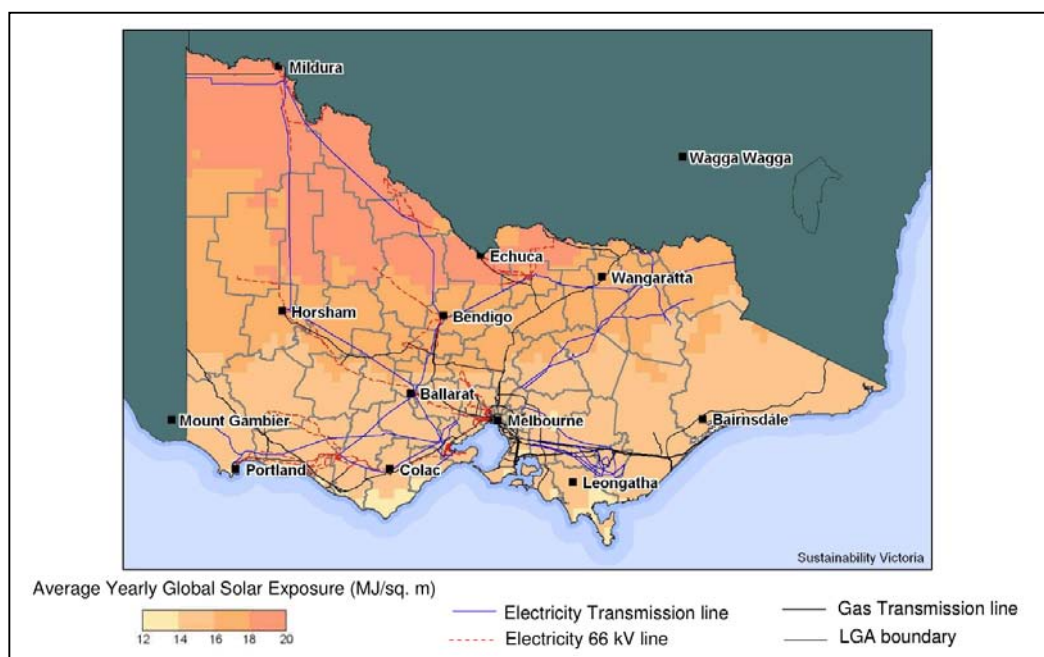 Mildura
Wagga Wagga
Echuca
Wangaratta
Horsham
Bendigo
Ballarat
Mount Gambier
Melbourne
Bairnsdale
Portland
Colac
Leongatha
Sustainability Victoria
Average Yearly Global Solar Exposure (MJ/sq. m)
12 14 16 18 20
Electricity Transmission line
Electricity 66 kV line
Gas Transmission line
LGA boundary